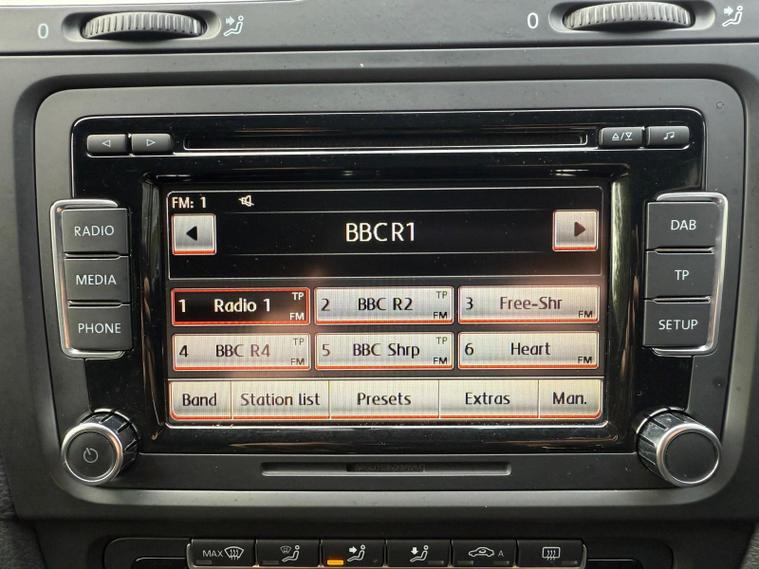 0
0
RADIO
MEDIA
PHONE
DAB
TP
SETUP
FM: 1
BBC R1
1 Radio 1 TP FM
2 BBC R2 TP FM
3 Free-Shr FM
4 BBC R4 TP FM
5 BBC Shrp TP FM
6 Heart FM
Band Station list Presets Extras Man.
MAX
A